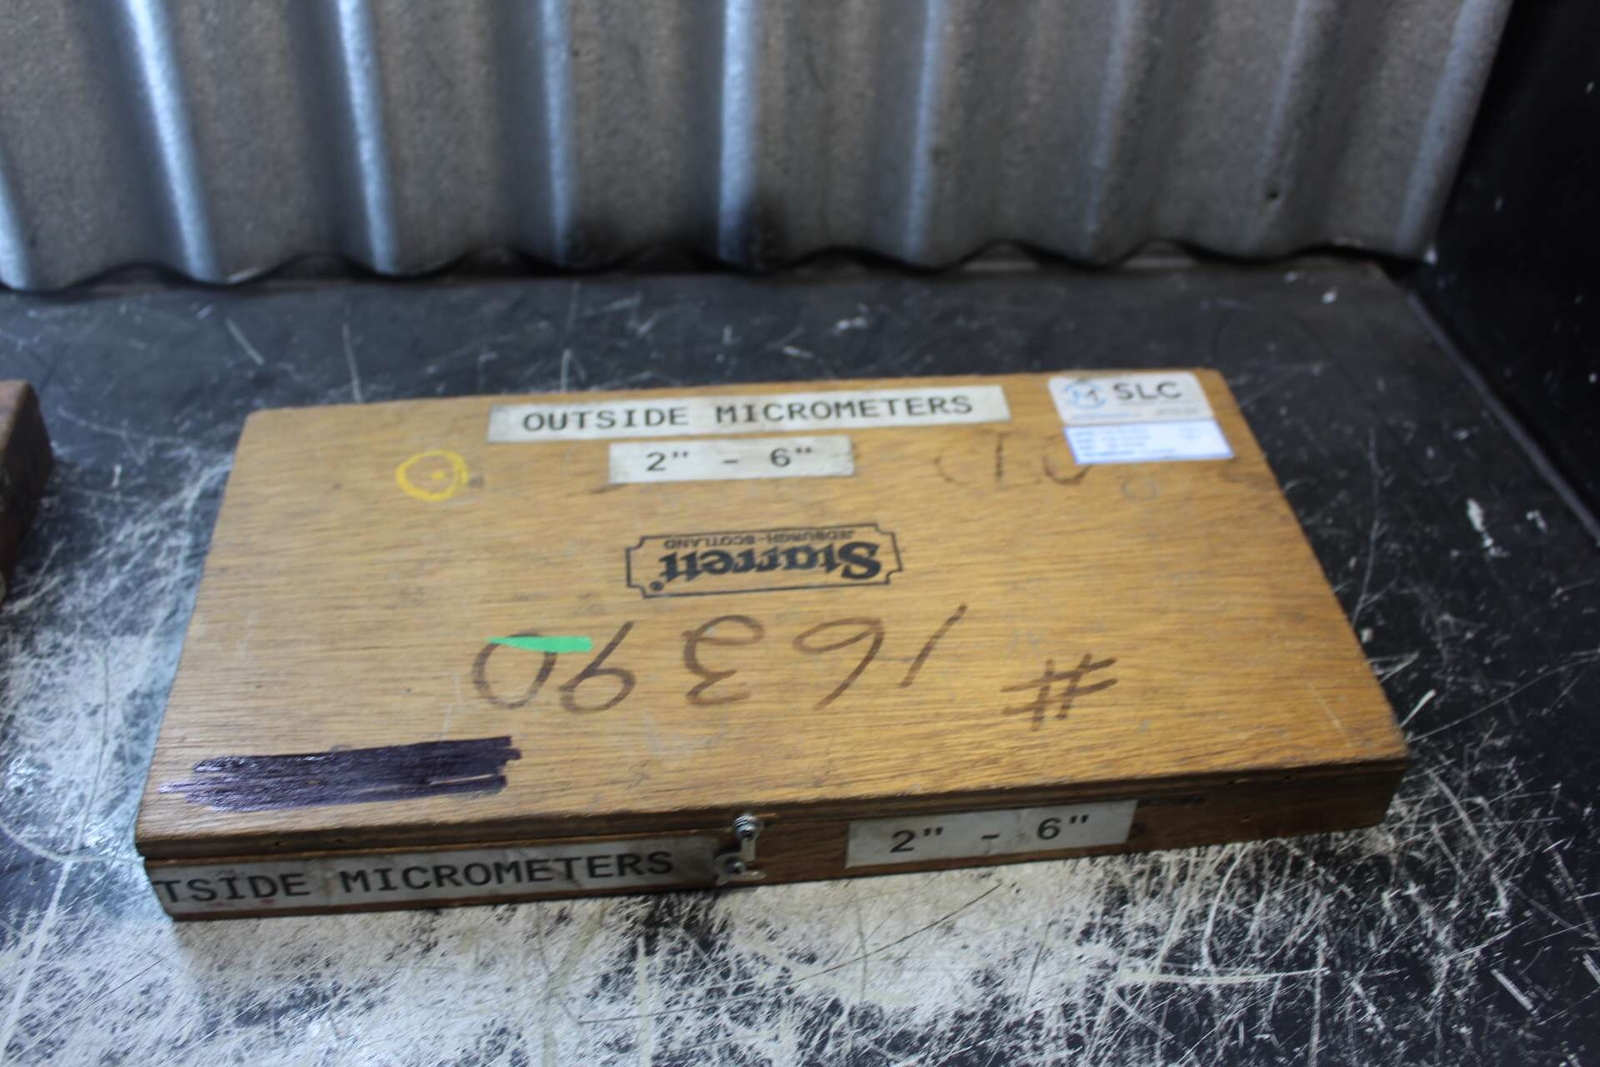 OUTSIDE MICROMETERS
2" - 6"
SLC
Starrett®
JEDBURGH-SCOTLAND
# 16390
TSIDE MICROMETERS
2" - 6"